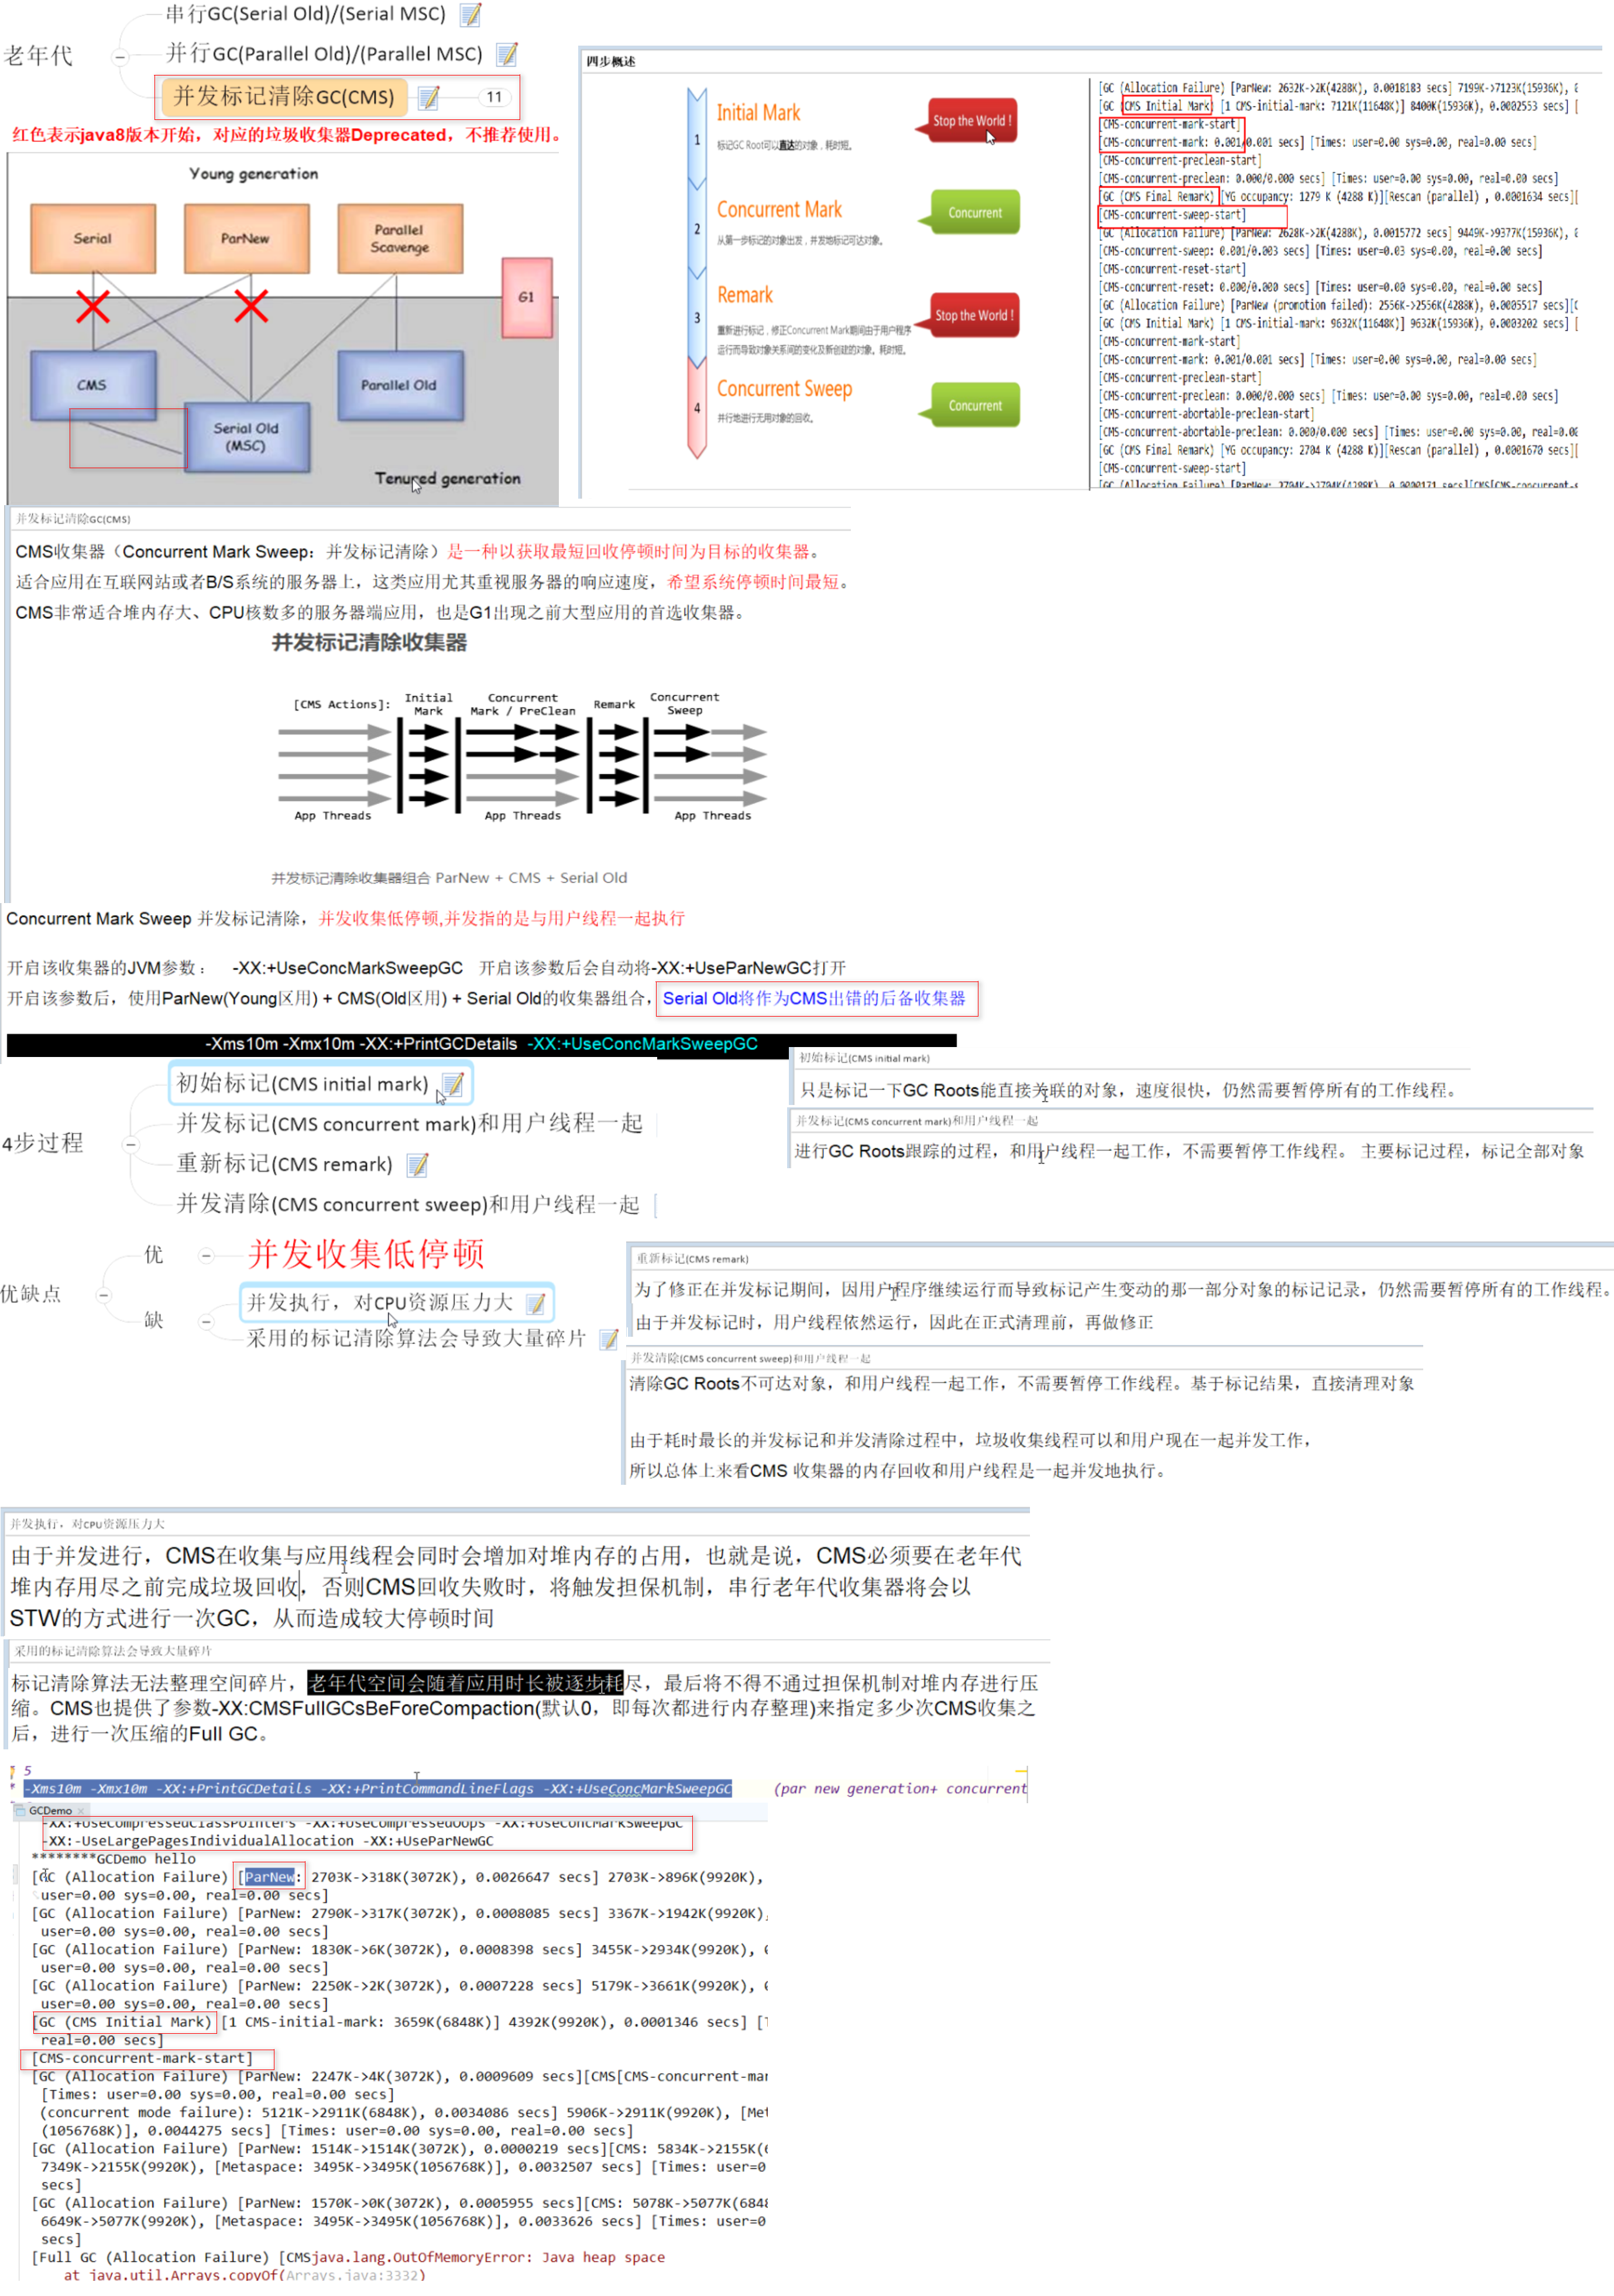 串行GC(Serial Old)/(Serial MSC)
老年代
并行GC(Parallel Old)/(Parallel MSC)
并发标记清除GC(CMS)
11
红色表示java8版本开始，对应的垃圾收集器Deprecated，不推荐使用。
Young generation
Serial
ParNew
Parallel
Scavenge
G1
CMS
Parallel Old
Serial Old
(MSC)
Tenured generation
四步概述
1
Initial Mark
标记GC Root可以直达的对象，耗时短。
Stop the World !
2
Concurrent Mark
从第一步标记的对象出发，并发地标记可达对象。
Concurrent
3
Remark
重新进行标记，修正Concurrent Mark期间由于用户程序
运行而导致对象关系间的变化及新创建的对象。耗时短。
Stop the World !
4
Concurrent Sweep
并行地进行无用对象的回收。
Concurrent
[GC (Allocation Failure) [ParNew: 2632K->2K(4288K), 0.0018183 secs] 7199K->7123K(15936K),
[GC (CMS Initial Mark) [1 CMS-initial-mark: 7121K(11648K)] 8400K(15936K), 0.0002553 secs] [
[CMS-concurrent-mark-start]
[CMS-concurrent-mark: 0.001/0.001 secs] [Times: user=0.00 sys=0.00, real=0.00 secs]
[CMS-concurrent-preclean-start]
[CMS-concurrent-preclean: 0.000/0.000 secs] [Times: user=0.00 sys=0.00, real=0.00 secs]
[GC (CMS Final Remark) [YG occupancy: 1279 K (4288 K)][Rescan (parallel) , 0.0001634 secs][
[CMS-concurrent-sweep-start]
[GC (Allocation Failure) [ParNew: 2628K->2K(4288K), 0.0015772 secs] 9449K->9377K(15936K),
[CMS-concurrent-sweep: 0.001/0.003 secs] [Times: user=0.03 sys=0.00, real=0.00 secs]
[CMS-concurrent-reset-start]
[CMS-concurrent-reset: 0.000/0.000 secs] [Times: user=0.00 sys=0.00, real=0.00 secs]
[GC (Allocation Failure) [ParNew (promotion failed): 2556K->2556K(4288K), 0.0005517 secs][C
[GC (CMS Initial Mark) [1 CMS-initial-mark: 9632K(11648K)] 9632K(15936K), 0.0003202 secs] [
[CMS-concurrent-mark-start]
[CMS-concurrent-mark: 0.001/0.001 secs] [Times: user=0.00 sys=0.00, real=0.00 secs]
[CMS-concurrent-preclean-start]
[CMS-concurrent-preclean: 0.000/0.000 secs] [Times: user=0.00 sys=0.00, real=0.00 secs]
[CMS-concurrent-abortable-preclean-start]
[CMS-concurrent-abortable-preclean: 0.000/0.000 secs] [Times: user=0.00 sys=0.00, real=0.00
[GC (CMS Final Remark) [YG occupancy: 2704 K (4288 K)][Rescan (parallel) , 0.0001670 secs][
[CMS-concurrent-sweep-start]
[GC (Allocation Failure) [ParNew: 2704K->2704K(4288K), 0.0000171 secs][CMS[CMS-concurrent-s
并发标记清除GC(CMS)
CMS收集器（Concurrent Mark Sweep：并发标记清除）是一种以获取最短回收停顿时间为目标的收集器。
适合应用在互联网站或者B/S系统的服务器上，这类应用尤其重视服务器的响应速度，希望系统停顿时间最短。
CMS非常适合堆内存大、CPU核数多的服务器端应用，也是G1出现之前大型应用的首选收集器。
并发标记清除收集器
[CMS Actions]:
Initial
Mark
Concurrent
Mark / PreClean
Remark
Concurrent
Sweep
App Threads
App Threads
App Threads
并发标记清除收集器组合 ParNew + CMS + Serial Old
Concurrent Mark Sweep 并发标记清除，并发收集低停顿,并发指的是与用户线程一起执行
开启该收集器的JVM参数： -XX:+UseConcMarkSweepGC 开启该参数后会自动将-XX:+UseParNewGC打开
开启该参数后，使用ParNew(Young区用) + CMS(Old区用) + Serial Old的收集器组合，Serial Old将作为CMS出错的后备收集器
-Xms10m -Xmx10m -XX:+PrintGCDetails -XX:+UseConcMarkSweepGC
4步过程
初始标记(CMS initial mark)
并发标记(CMS concurrent mark)和用户线程一起
重新标记(CMS remark)
并发清除(CMS concurrent sweep)和用户线程一起
初始标记(CMS initial mark)
只是标记一下GC Roots能直接关联的对象，速度很快，仍然需要暂停所有的工作线程。
并发标记(CMS concurrent mark)和用户线程一起
进行GC Roots跟踪的过程，和用户线程一起工作，不需要暂停工作线程。 主要标记过程，标记全部对象
优缺点
优
并发收集低停顿
缺
并发执行，对CPU资源压力大
采用的标记清除算法会导致大量碎片
重新标记(CMS remark)
为了修正在并发标记期间，因用户程序继续运行而导致标记产生变动的那一部分对象的标记记录，仍然需要暂停所有的工作线程。
由于并发标记时，用户线程依然运行，因此在正式清理前，再做修正
并发清除(CMS concurrent sweep)和用户线程一起
清除GC Roots不可达对象，和用户线程一起工作，不需要暂停工作线程。基于标记结果，直接清理对象
由于耗时最长的并发标记和并发清除过程中，垃圾收集线程可以和用户现在一起并发工作，
所以总体上来看CMS 收集器的内存回收和用户线程是一起并发地执行。
并发执行，对CPU资源压力大
由于并发进行，CMS在收集与应用线程会同时会增加对堆内存的占用，也就是说，CMS必须要在老年代
堆内存用尽之前完成垃圾回收，否则CMS回收失败时，将触发担保机制，串行老年代收集器将会以
STW的方式进行一次GC，从而造成较大停顿时间
采用的标记清除算法会导致大量碎片
标记清除算法无法整理空间碎片，老年代空间会随着应用时长被逐步耗尽，最后将不得不通过担保机制对堆内存进行压
缩。CMS也提供了参数-XX:CMSFullGCsBeForeCompaction(默认0，即每次都进行内存整理)来指定多少次CMS收集之
后，进行一次压缩的Full GC。
5
-Xms10m -Xmx10m -XX:+PrintGCDetails -XX:+PrintCommandLineFlags -XX:+UseConcMarkSweepGC (par new generation+ concurrent
GCDemo
-XX:+UseCompressedClassPointers -XX:+UseCompressedOops -XX:+UseConcMarkSweepGC
-XX:-UseLargePagesIndividualAllocation -XX:+UseParNewGC
********GCDemo hello
[GC (Allocation Failure) [ParNew: 2703K->318K(3072K), 0.0026647 secs] 2703K->896K(9920K),
user=0.00 sys=0.00, real=0.00 secs]
[GC (Allocation Failure) [ParNew: 2790K->317K(3072K), 0.0008085 secs] 3367K->1942K(9920K),
user=0.00 sys=0.00, real=0.00 secs]
[GC (Allocation Failure) [ParNew: 1830K->6K(3072K), 0.0008398 secs] 3455K->2934K(9920K),
user=0.00 sys=0.00, real=0.00 secs]
[GC (Allocation Failure) [ParNew: 2250K->2K(3072K), 0.0007228 secs] 5179K->3661K(9920K),
user=0.00 sys=0.00, real=0.00 secs]
[GC (CMS Initial Mark) [1 CMS-initial-mark: 3659K(6848K)] 4392K(9920K), 0.0001346 secs] [T
real=0.00 secs]
[CMS-concurrent-mark-start]
[GC (Allocation Failure) [ParNew: 2247K->4K(3072K), 0.0009609 secs][CMS[CMS-concurrent-mar
[Times: user=0.00 sys=0.00, real=0.00 secs]
(concurrent mode failure): 5121K->2911K(6848K), 0.0034086 secs] 5906K->2911K(9920K), [Met
(1056768K)], 0.0044275 secs] [Times: user=0.00 sys=0.00, real=0.00 secs]
[GC (Allocation Failure) [ParNew: 1514K->1514K(3072K), 0.0000219 secs][CMS: 5834K->2155K(6
7349K->2155K(9920K), [Metaspace: 3495K->3495K(1056768K)], 0.0032507 secs] [Times: user=0
secs]
[GC (Allocation Failure) [ParNew: 1570K->0K(3072K), 0.0005955 secs][CMS: 5078K->5077K(6848
6649K->5077K(9920K), [Metaspace: 3495K->3495K(1056768K)], 0.0033626 secs] [Times: user=0
secs]
[Full GC (Allocation Failure) [CMSjava.lang.OutOfMemoryError: Java heap space
at java.util.Arrays.copyOf(Arrays.java:3332)